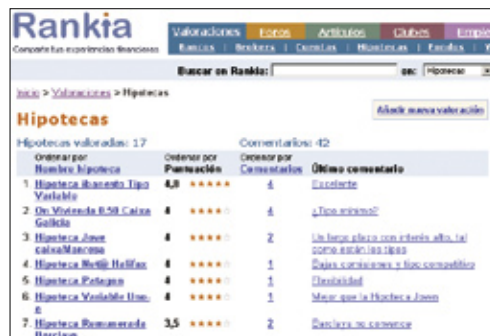 Rankia
Comparte tus experiencias financieras
Valoraciones Foros Artículos Clubes Emple
Bancos | Brokers | Cuentas | Hipotecas | Fondos | V
Buscar en Rankia: en: Hipotecas
Inicio > Valoraciones > Hipotecas
Añadir nueva valoración
Hipotecas
Hipotecas valoradas: 17 Comentarios: 42
Ordenar por Ordenar por Ordenar por
Nombre hipoteca Puntuación Comentarios Último comentario
1 Hipoteca ibanesto Tipo 4,8 4 Excelente
Variable
2 On Vivienda 0.50 Caixa 4 4 ¿Tipo mínimo?
Galicia
3 Hipoteca Jove 4 2 Un largo plazo con interés alto, tal
caixaManresa como están los tipos
4. Hipoteca Net@ Halifax 4 1 Bajas comisiones y tipo competitivo
5 Hipoteca Patagon 4 1 Flexibilidad
6 Hipoteca Variable Uno- 4 1 Mejor que la Hipoteca Joven
e
7. Hipoteca Remunerada 3,5 2 Barclays no convence
Barclays